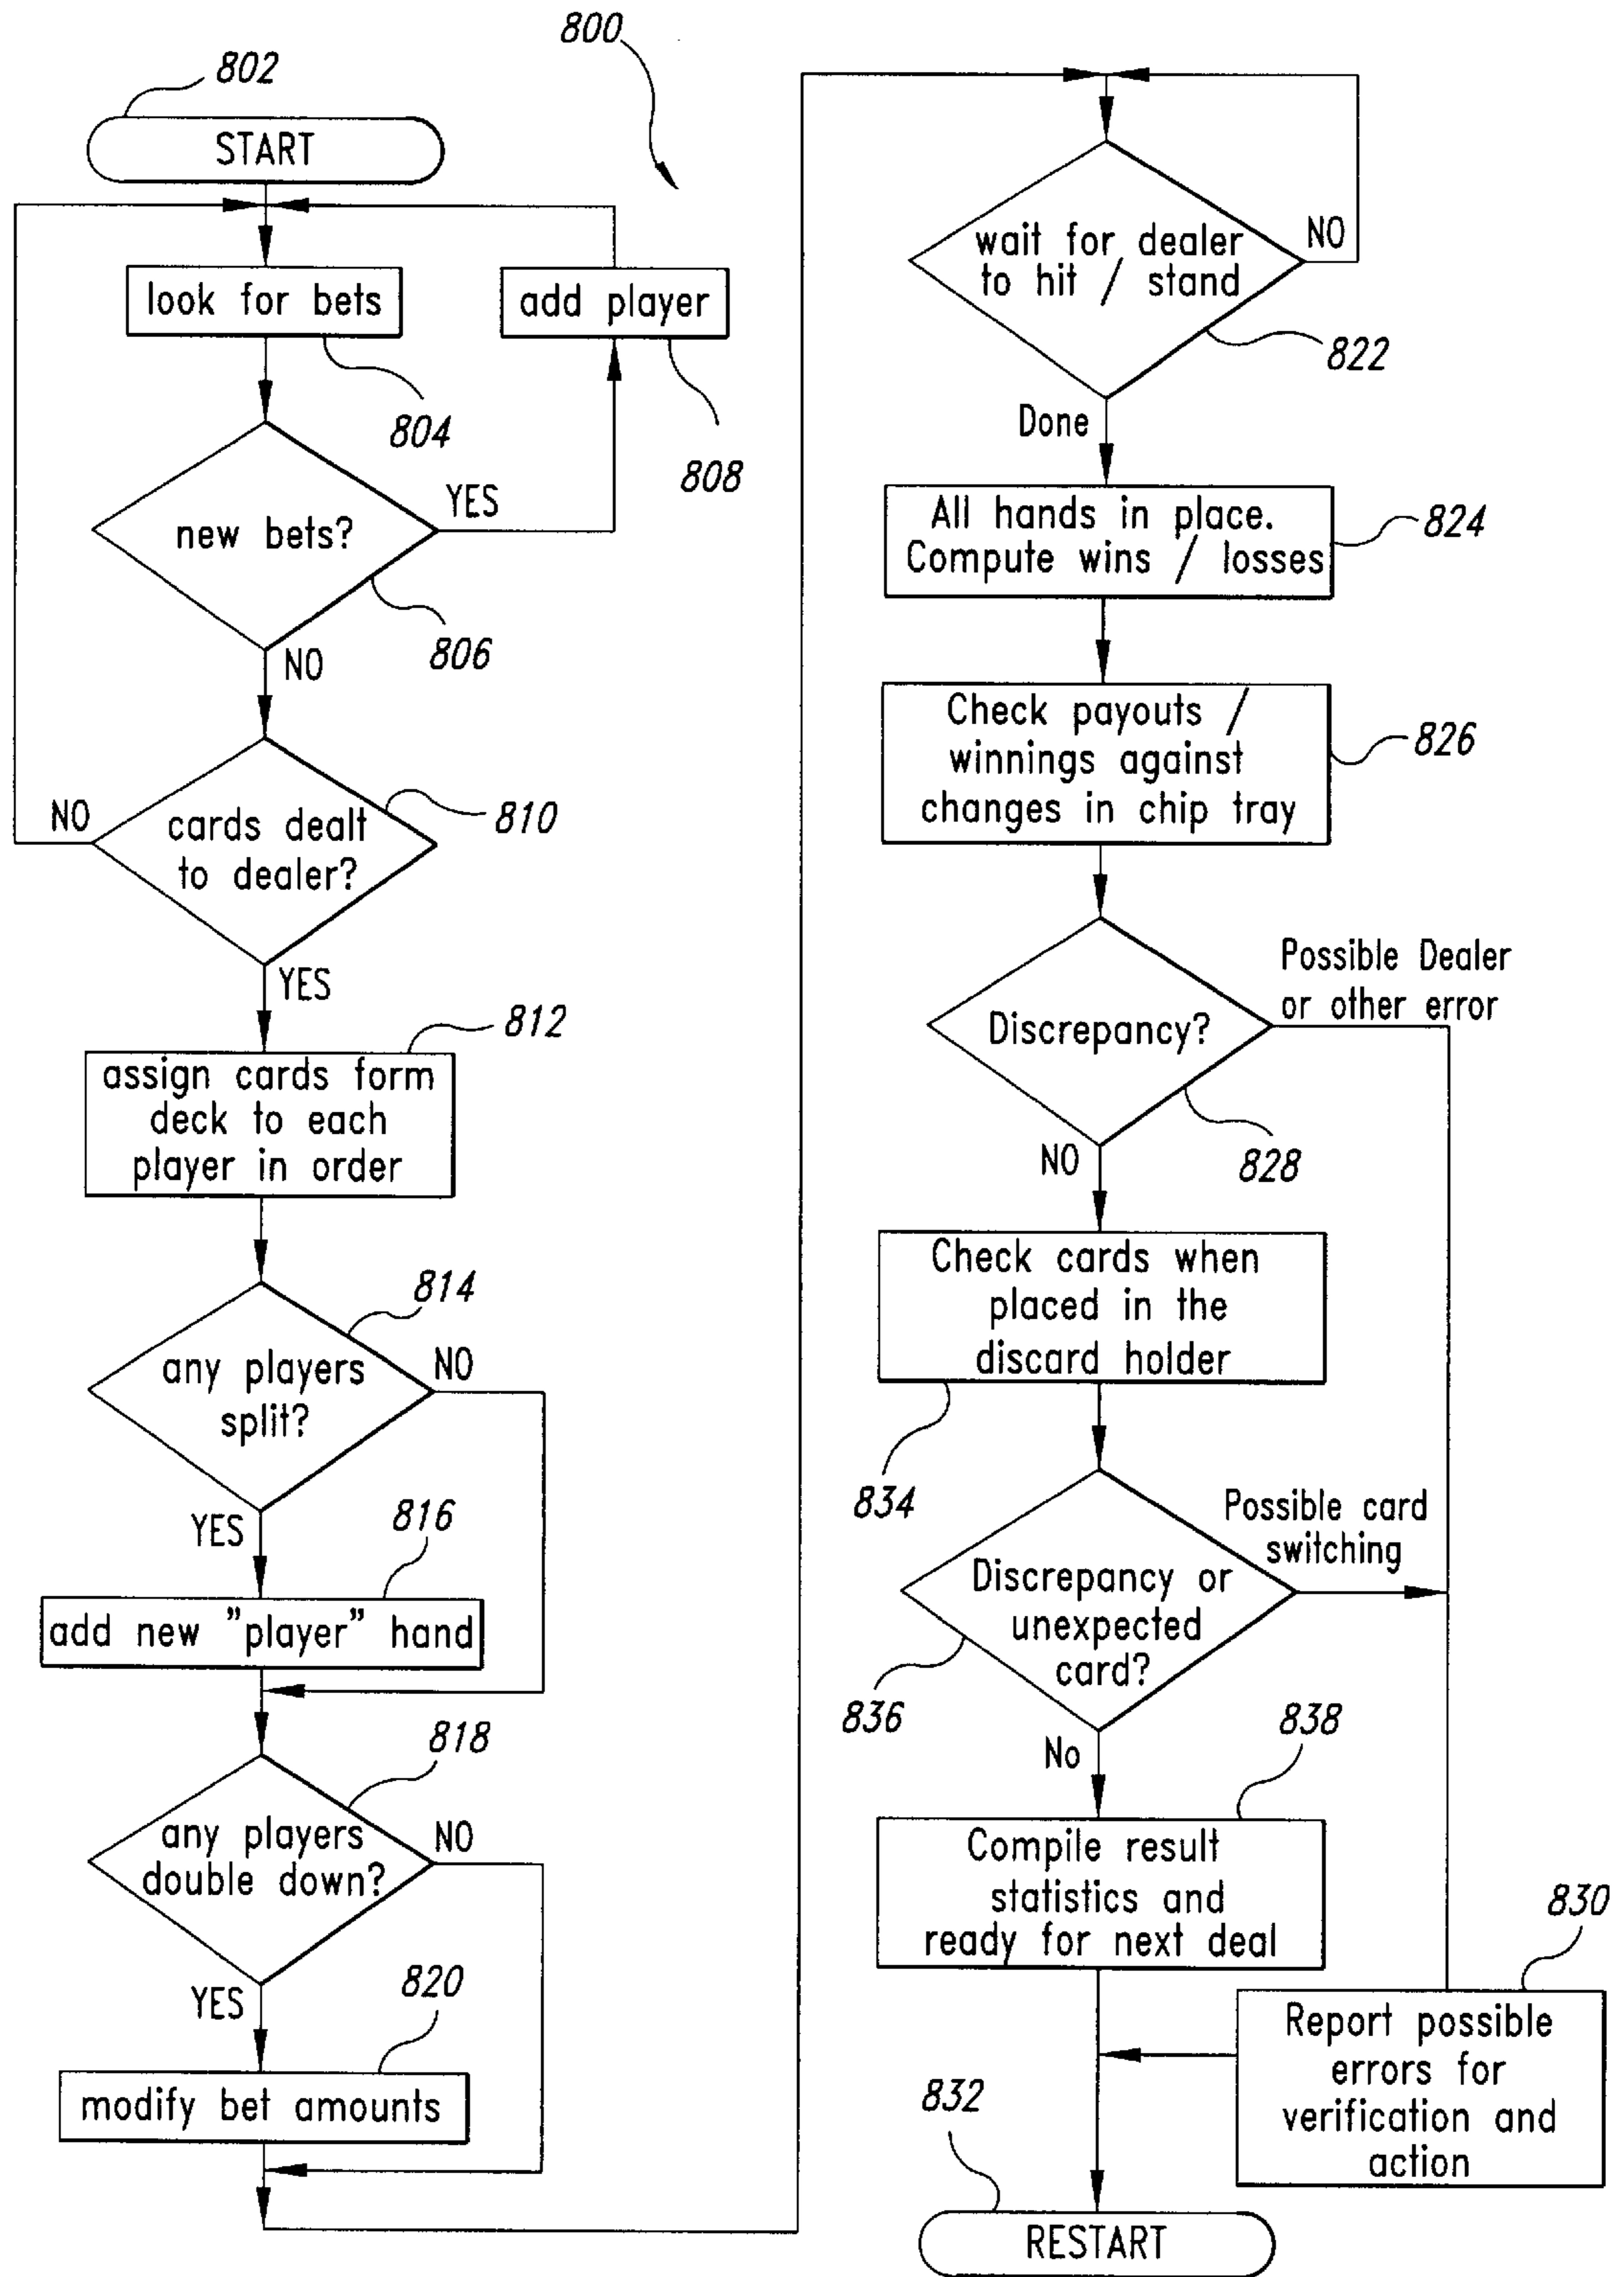 800
802
START
look for bets
804
add player
808
new bets?
YES
806
NO
cards dealt
to dealer?
810
NO
YES
812
assign cards form
deck to each
player in order
814
any players
split?
NO
YES
816
add new "player" hand
818
any players
double down?
NO
YES
820
modify bet amounts
wait for dealer
to hit / stand
NO
822
Done
All hands in place.
Compute wins / losses
824
Check payouts /
winnings against
changes in chip tray
826
Discrepancy?
Possible Dealer
or other error
828
NO
Check cards when
placed in the
discard holder
834
Possible card
switching
Discrepancy or
unexpected
card?
836
No
838
Compile result
statistics and
ready for next deal
830
Report possible
errors for
verification and
action
832
RESTART